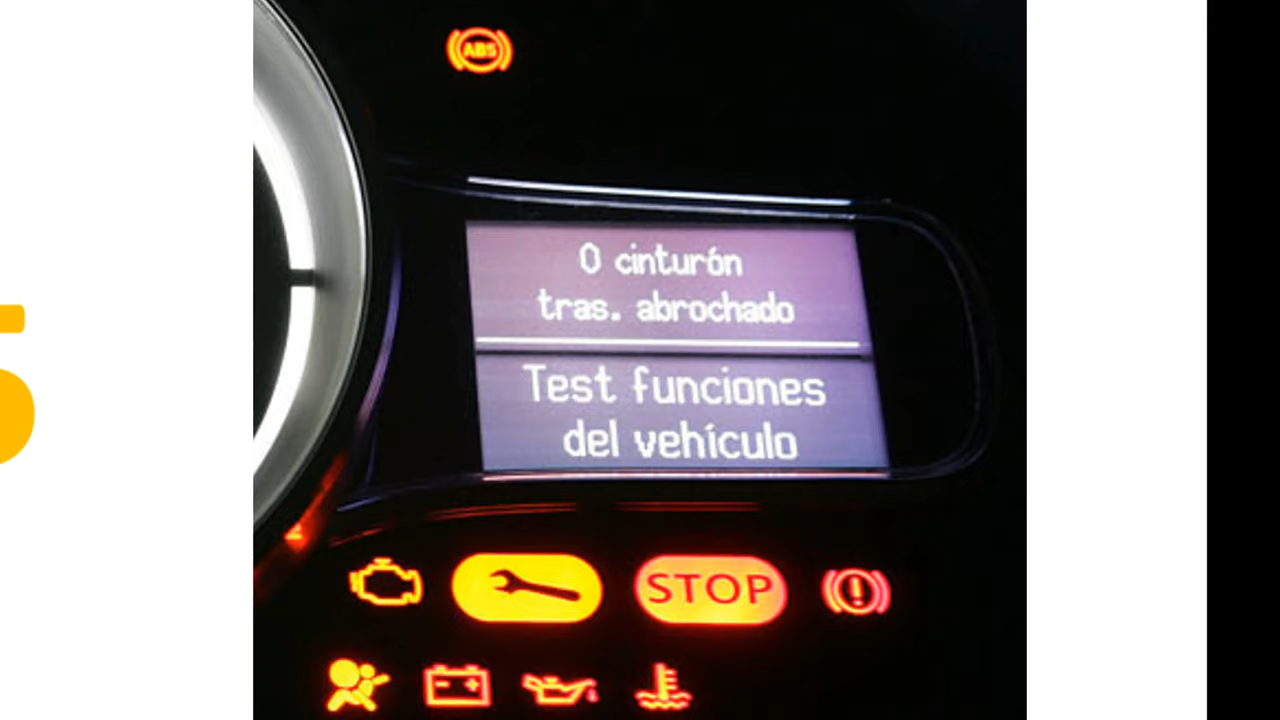 ABS
0 cinturón
tras. abrochado
Test funciones
del vehículo
STOP